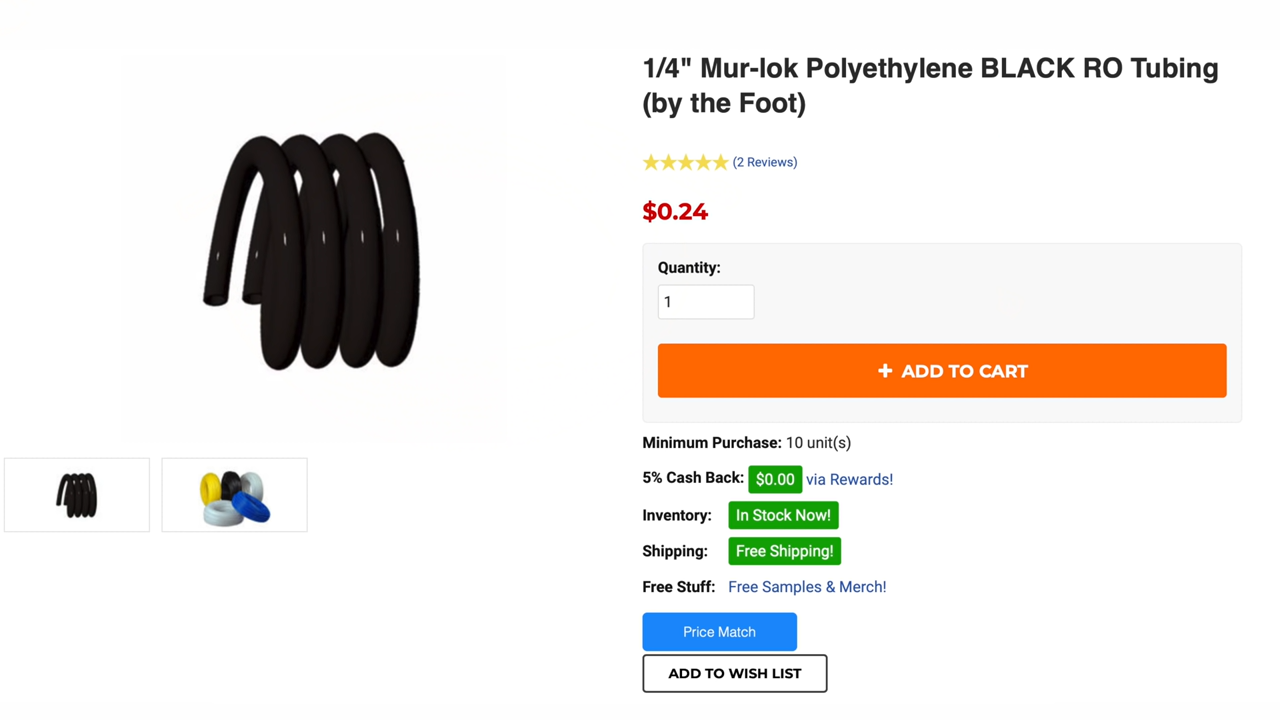 1/4" Mur-lok Polyethylene BLACK RO Tubing
(by the Foot)
(2 Reviews)
$0.24
Quantity:
1
+ ADD TO CART
Minimum Purchase: 10 unit(s)
5% Cash Back: $0.00 via Rewards!
Inventory: In Stock Now!
Shipping: Free Shipping!
Free Stuff: Free Samples & Merch!
Price Match
ADD TO WISH LIST